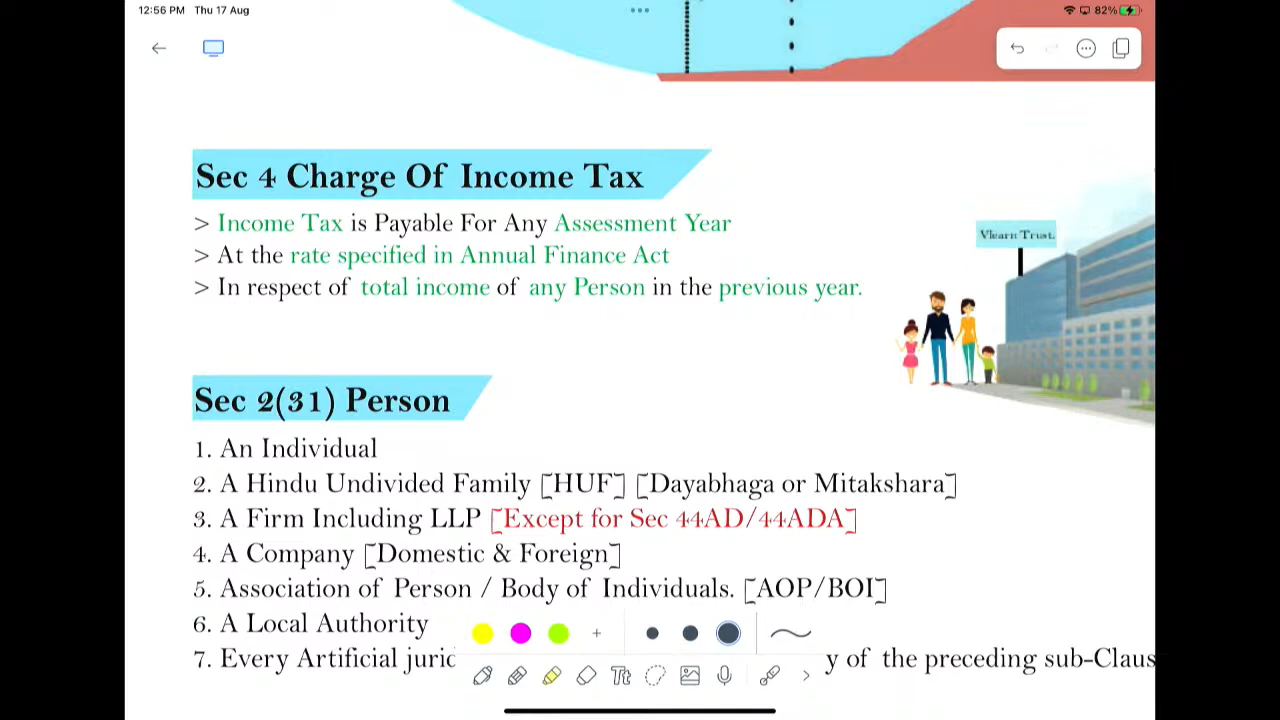 12:56 PM Thu 17 Aug
82%
Sec 4 Charge Of Income Tax
> Income Tax is Payable For Any Assessment Year
> At the rate specified in Annual Finance Act
> In respect of total income of any Person in the previous year.
Vlearn Trust.
Sec 2(31) Person
1. An Individual
2. A Hindu Undivided Family [HUF] [Dayabhaga or Mitakshara]
3. A Firm Including LLP [Except for Sec 44AD/44ADA]
4. A Company [Domestic & Foreign]
5. Association of Person / Body of Individuals. [AOP/BOI]
6. A Local Authority
7. Every Artificial juric y of the preceding sub-Claus
Tt